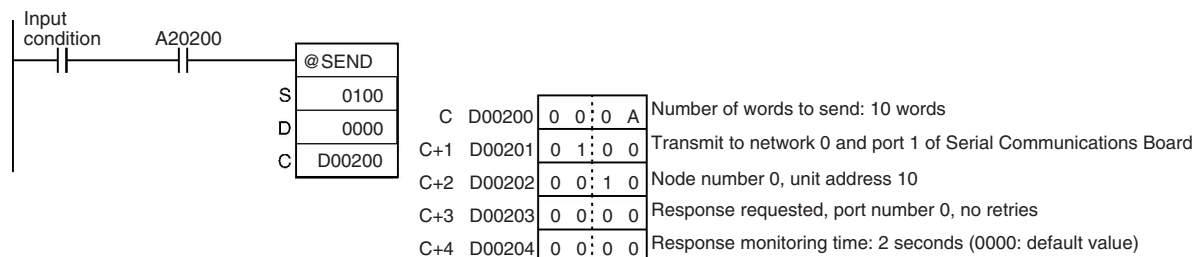 Input
condition A20200
@SEND
S 0100
D 0000
C D00200
C D00200 0 0 0 A Number of words to send: 10 words
C+1 D00201 0 1 0 0 Transmit to network 0 and port 1 of Serial Communications Board
C+2 D00202 0 0 1 0 Node number 0, unit address 10
C+3 D00203 0 0 0 0 Response requested, port number 0, no retries
C+4 D00204 0 0 0 0 Response monitoring time: 2 seconds (0000: default value)